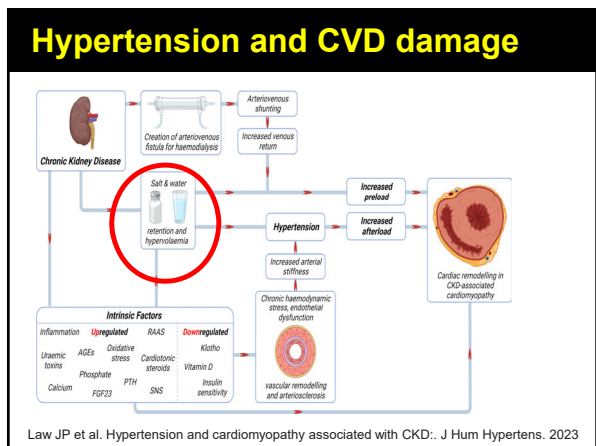 Hypertension and CVD damage
Chronic Kidney Disease
Creation of arteriovenous
fistula for haemodialysis
Arteriovenous
shunting
Increased venous
return
Salt & water
retention and
hypervolaemia
Increased
preload
Hypertension
Increased
afterload
Increased arterial
stiffness
Cardiac remodelling in
CKD-associated
cardiomyopathy
Intrinsic Factors
Inflammation
Upregulated
RAAS
Downregulated
Uraemic
toxins
AGEs
Oxidative
stress
Cardiotonic
steroids
Klotho
Phosphate
Vitamin D
Calcium
FGF23
PTH
SNS
Insulin
sensitivity
Chronic haemodynamic
stress, endothelial
dysfunction
vascular remodelling
and arteriosclerosis
Law JP et al. Hypertension and cardiomyopathy associated with CKD:. J Hum Hypertens. 2023